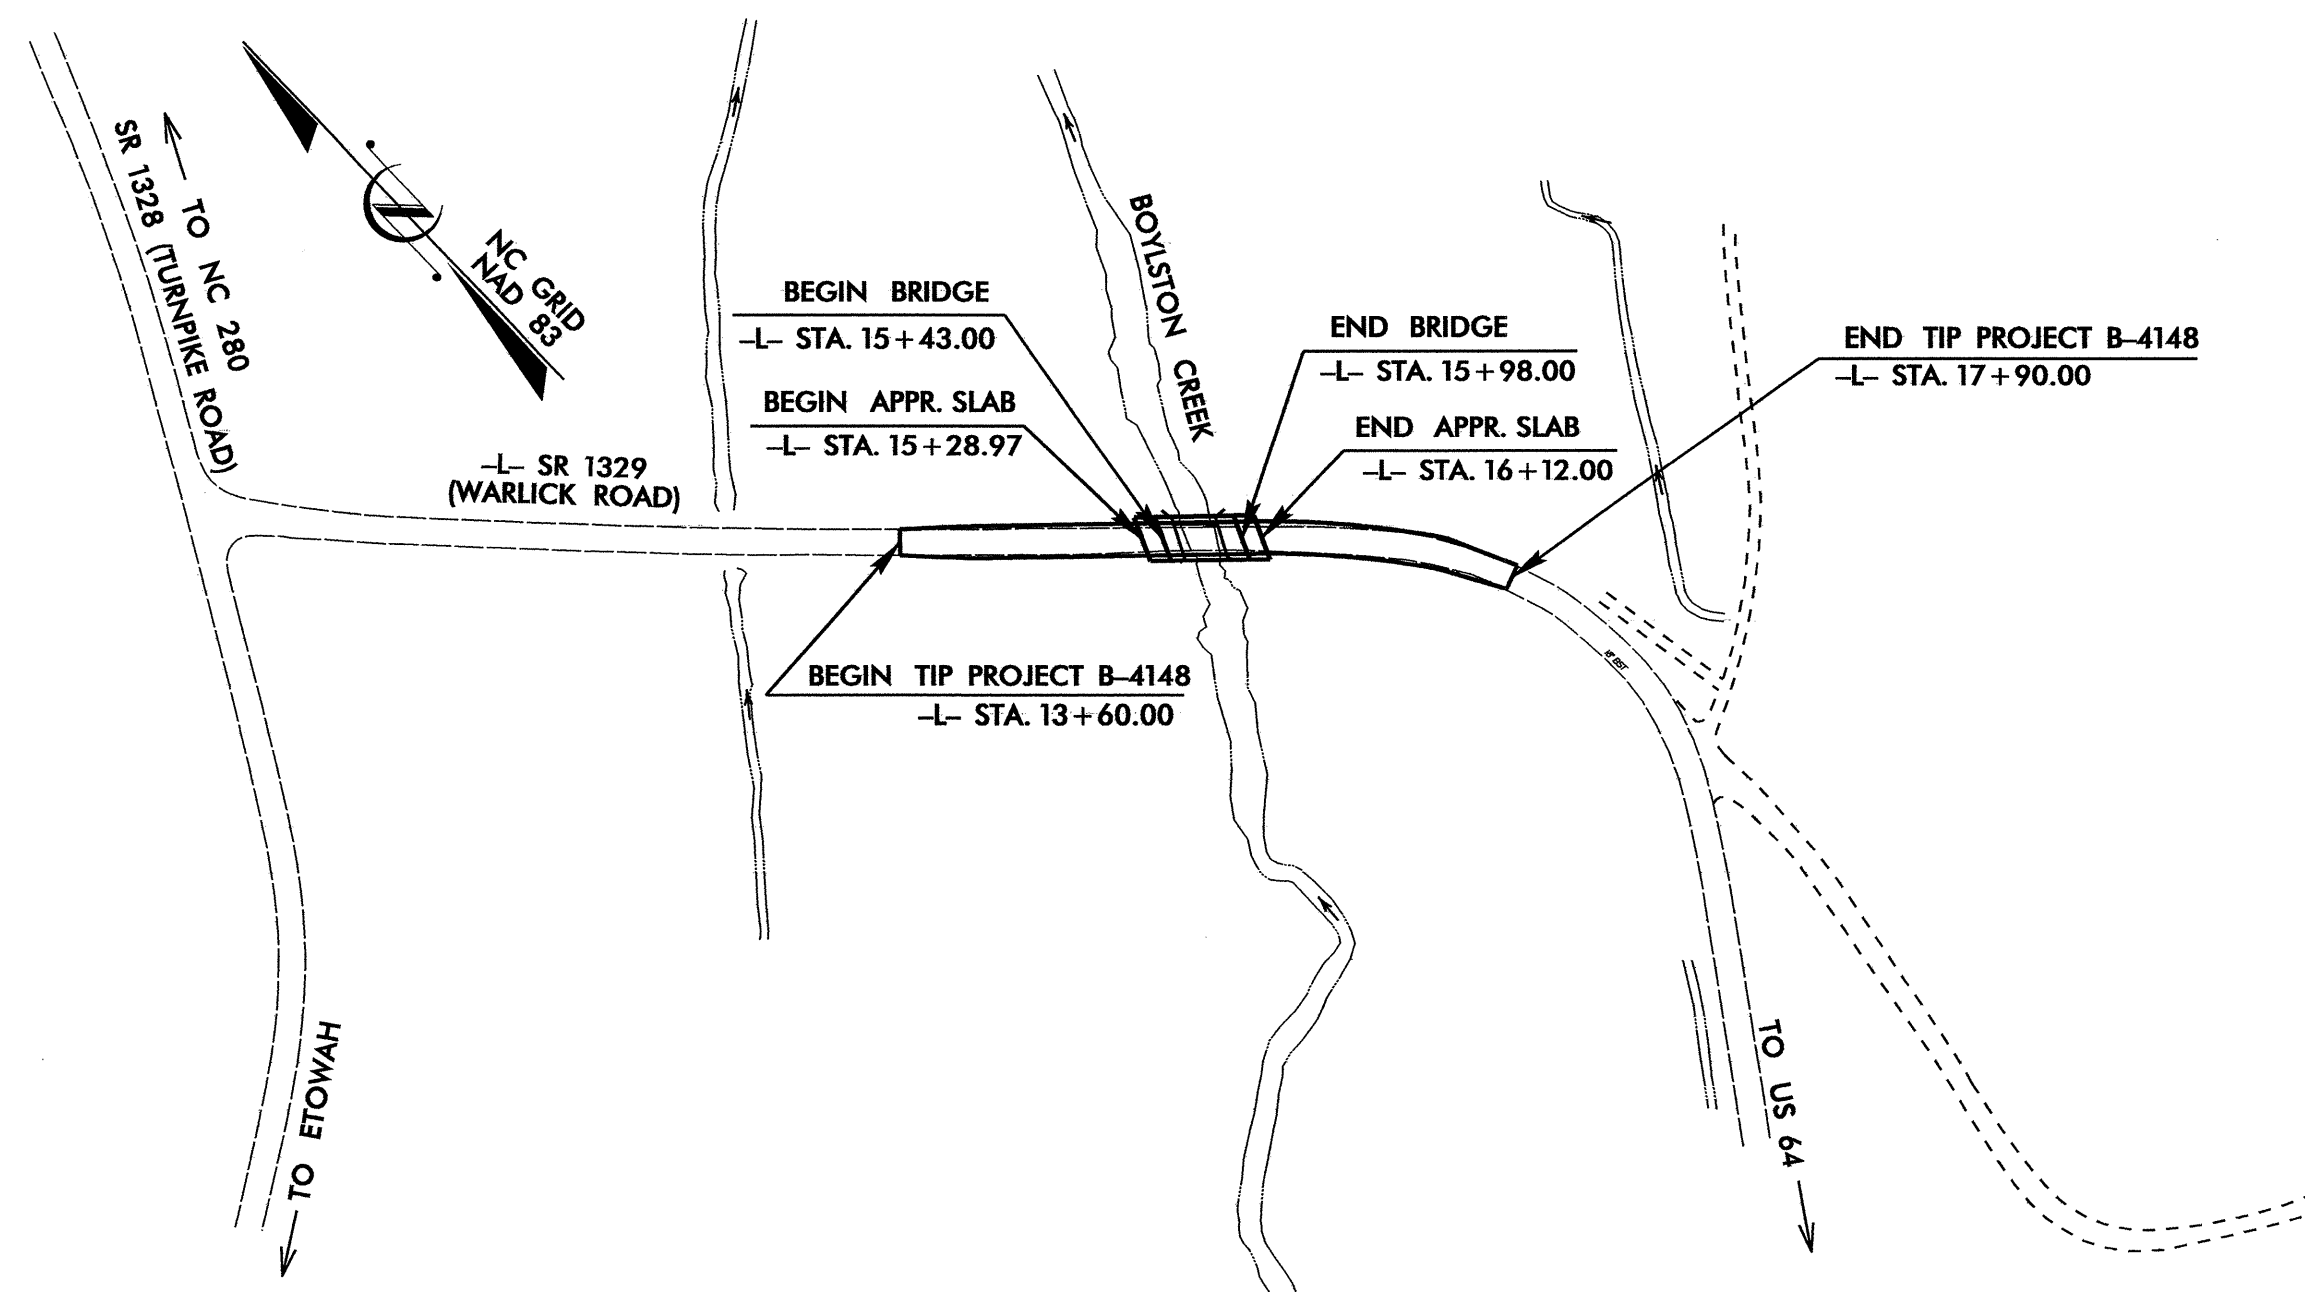 SR 1328 (TURNPIKE ROAD)
TO NC 280
NC GRID
NAD 83
BOYLSTON CREEK
BEGIN BRIDGE
-L- STA. 15+43.00
BEGIN APPR. SLAB
-L- STA. 15+28.97
END BRIDGE
-L- STA. 15+98.00
END APPR. SLAB
-L- STA. 16+12.00
END TIP PROJECT B-4148
-L- STA. 17+90.00
-L- SR 1329
(WARLICK ROAD)
BEGIN TIP PROJECT B-4148
-L- STA. 13+60.00
18' BST
TO ETOWAH
TO US 64